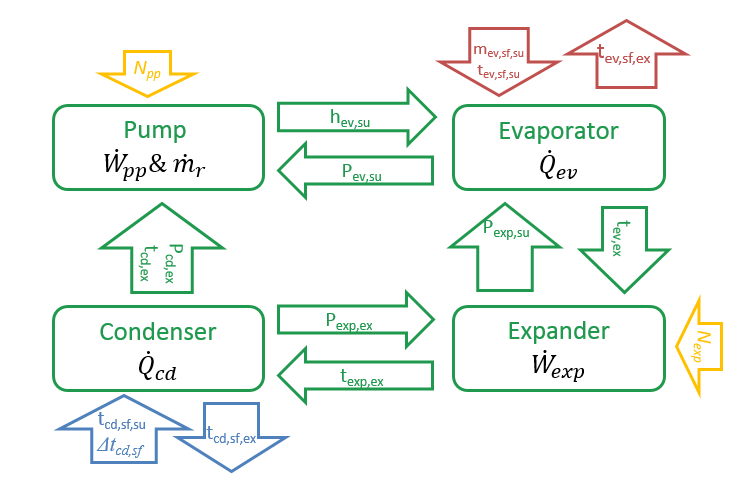 m_ev,sf,su
t_ev,sf,su
t_ev,sf,ex
N_pp
Pump
Ẇ_pp & ṁ_r
h_ev,su
P_ev,su
Evaporator
Q̇_ev
P_cd,ex
t_cd,ex
P_exp,su
t_ev,ex
Condenser
Q̇_cd
P_exp,ex
t_exp,ex
Expander
Ẇ_exp
N_exp
t_cd,sf,su
Δt_cd,sf
t_cd,sf,ex